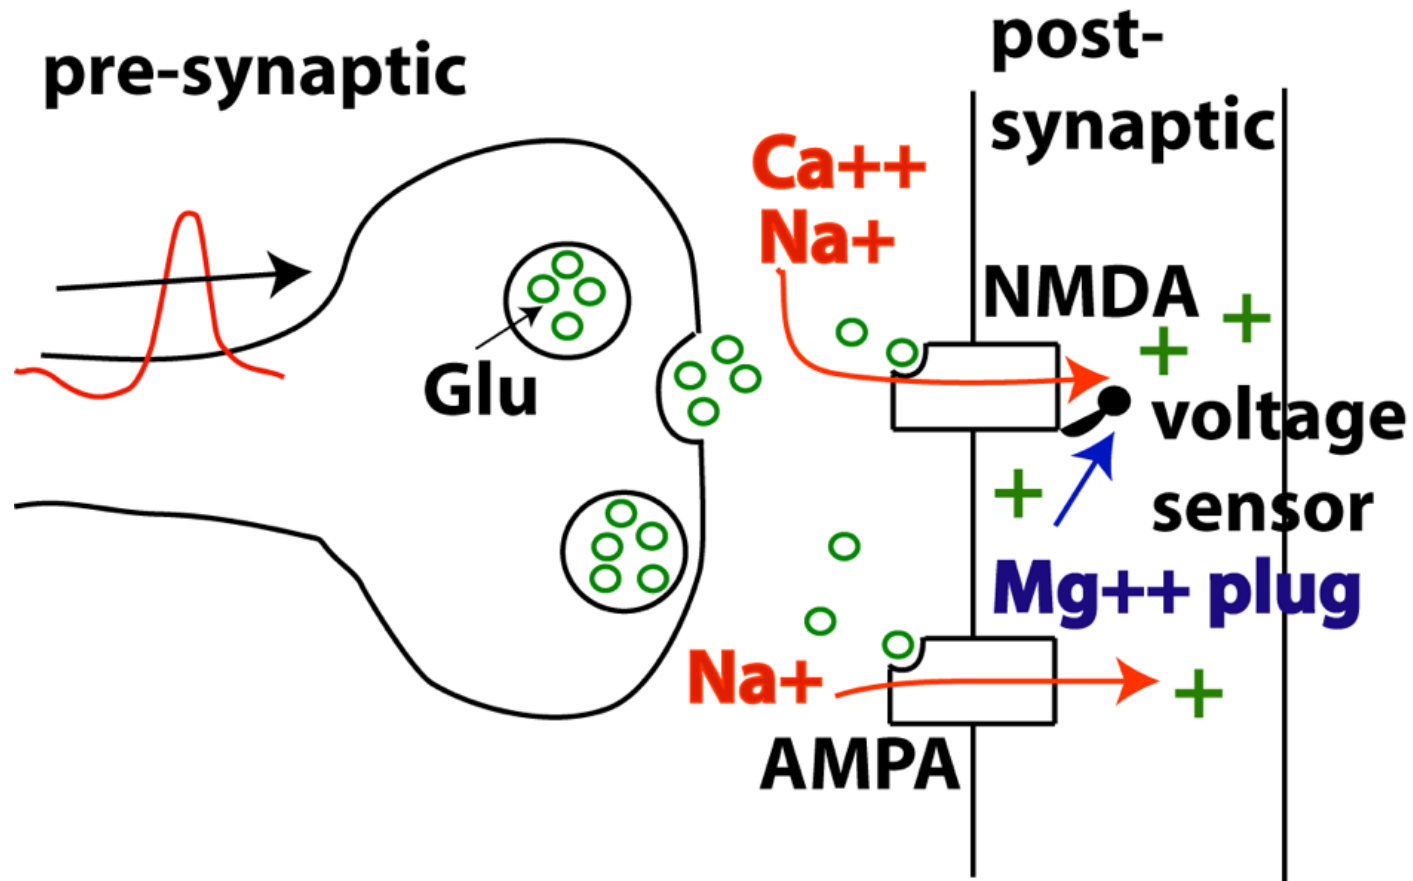 pre-synaptic
post-
synaptic
Ca++
Na+
NMDA
Glu
voltage
sensor
Mg++ plug
Na+
AMPA